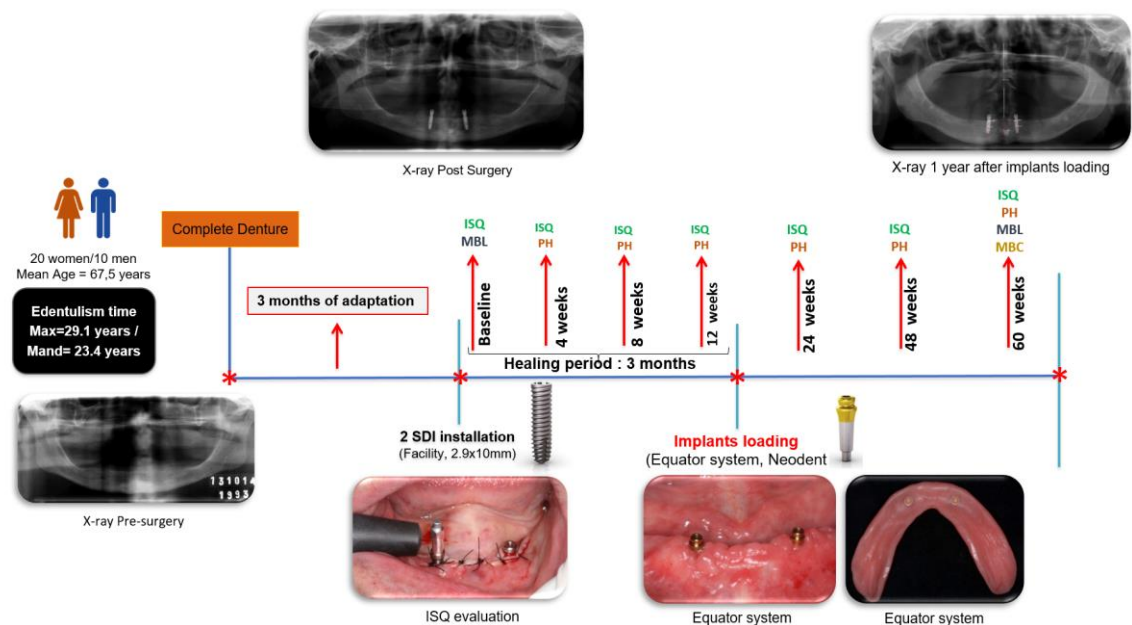 X-ray Post Surgery
X-ray 1 year after implants loading
20 women/10 men
Mean Age = 67,5 years
Edentulism time
Max=29.1 years /
Mand= 23.4 years
Complete Denture
3 months of adaptation
ISQ
MBL
Baseline
ISQ
PH
4 weeks
ISQ
PH
8 weeks
ISQ
PH
12 weeks
ISQ
PH
24 weeks
ISQ
PH
48 weeks
ISQ
PH
MBL
MBC
60 weeks
Healing period : 3 months
131014
1993
X-ray Pre-surgery
2 SDI installation
(Facility, 2.9x10mm)
Implants loading
(Equator system, Neodent
ISQ evaluation
Equator system
Equator system